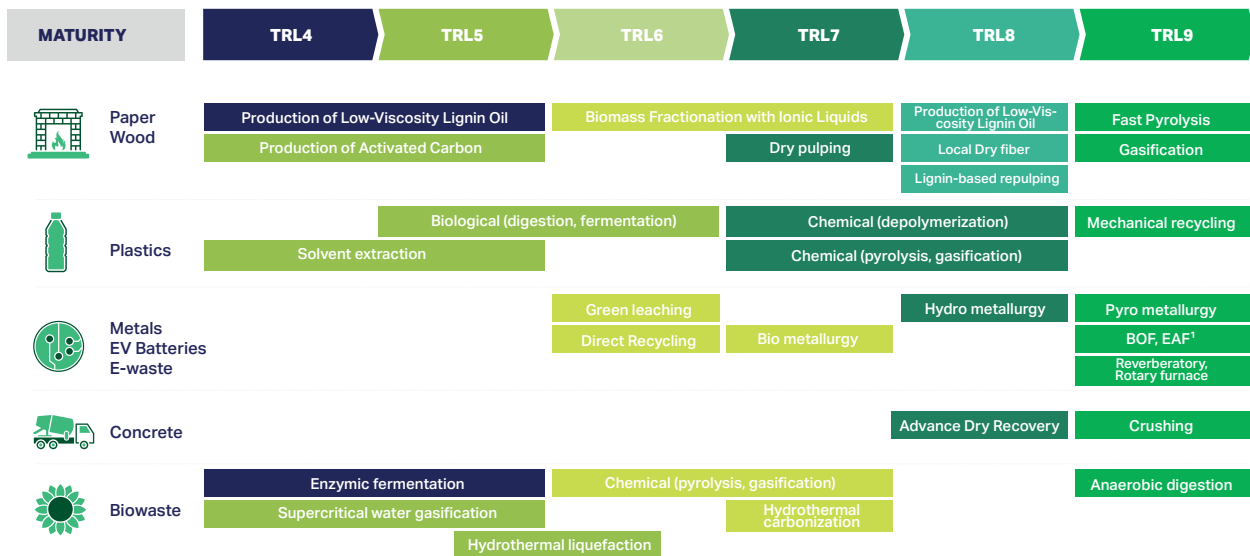 MATURITY
TRL4
TRL5
TRL6
TRL7
TRL8
TRL9
Paper
Wood
Production of Low-Viscosity Lignin Oil
Biomass Fractionation with Ionic Liquids
Production of Low-Vis-
cosity Lignin Oil
Fast Pyrolysis
Production of Activated Carbon
Dry pulping
Local Dry fiber
Gasification
Lignin-based repulping
Plastics
Biological (digestion, fermentation)
Chemical (depolymerization)
Mechanical recycling
Solvent extraction
Chemical (pyrolysis, gasification)
Metals
EV Batteries
E-waste
Green leaching
Hydro metallurgy
Pyro metallurgy
Direct Recycling
Bio metallurgy
BOF, EAF¹
Reverberatory,
Rotary furnace
Concrete
Advance Dry Recovery
Crushing
Biowaste
Enzymic fermentation
Chemical (pyrolysis, gasification)
Anaerobic digestion
Supercritical water gasification
Hydrothermal
carbonization
Hydrothermal liquefaction